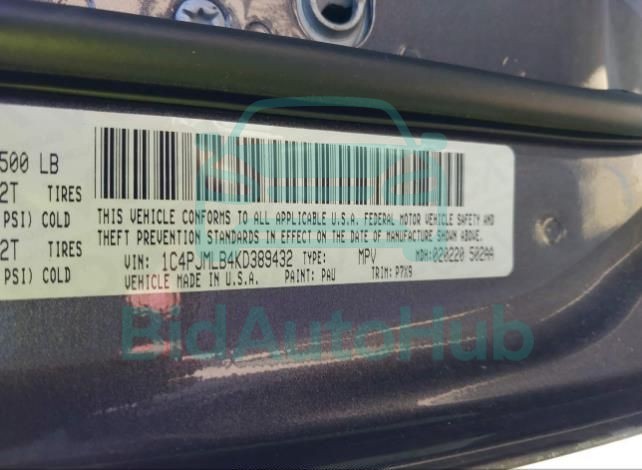 500 LB
2T TIRES
PSI) COLD
2T TIRES
PSI) COLD
THIS VEHICLE CONFORMS TO ALL APPLICABLE U.S.A. FEDERAL MOTOR VEHICLE SAFETY AND
THEFT PREVENTION STANDARDS IN EFFECT ON THE DATE OF MANUFACTURE SHOWN ABOVE.
VIN: 1C4PJMLB4KD389432 TYPE: MPV MDH:020220 502AA
VEHICLE MADE IN U.S.A. PAINT: PAU TRIM: P7X9
BidAutoHub